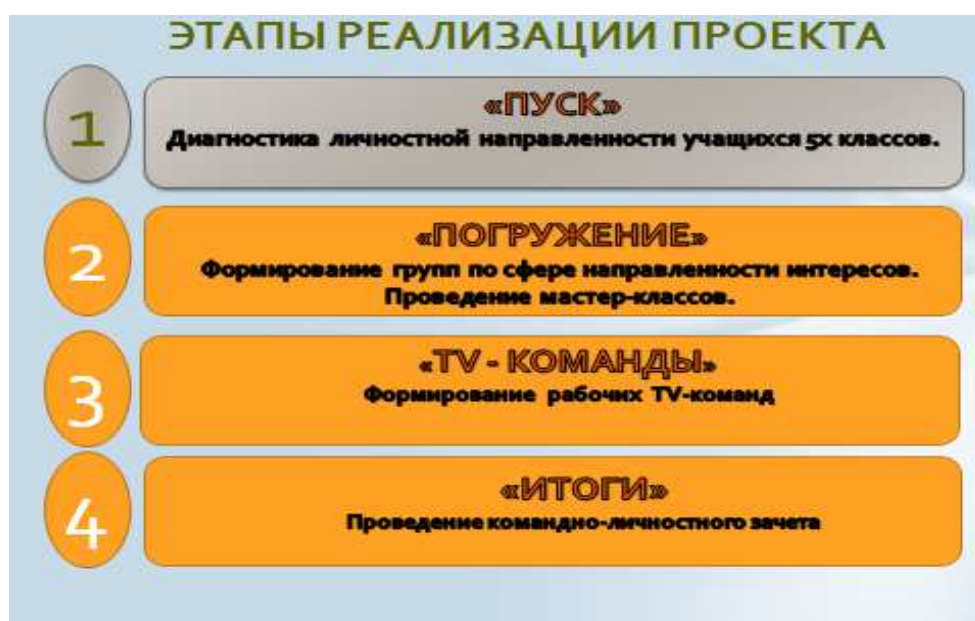 ЭТАПЫ РЕАЛИЗАЦИИ ПРОЕКТА
1
«ПУСК»
Диагностика личностной направленности учащихся 5х классов.
2
«ПОГРУЖЕНИЕ»
Формирование групп по сфере направленности интересов.
Проведение мастер-классов.
3
«TV - КОМАНДЫ»
Формирование рабочих TV-команд
4
«ИТОГИ»
Проведение командно-личностного зачета